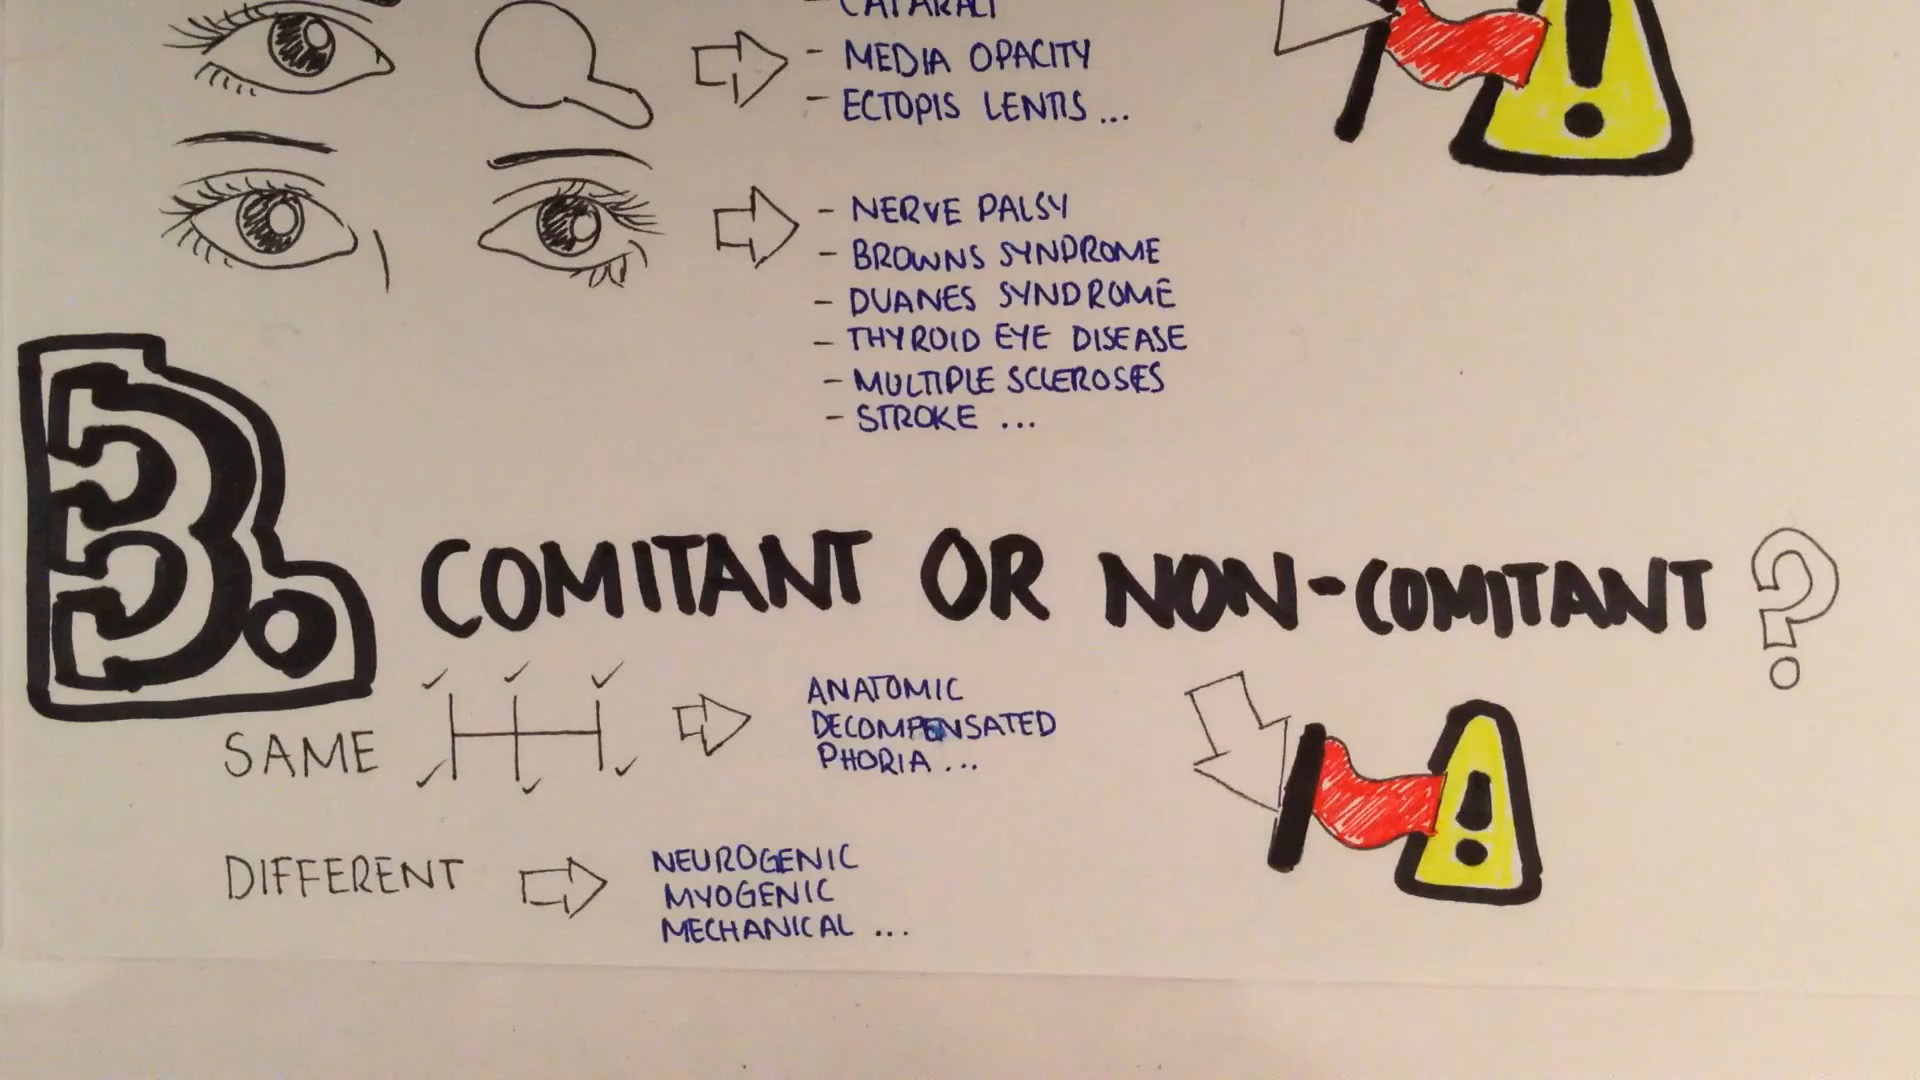 - CATARACT
- MEDIA OPACITY
- ECTOPIS LENTIS ...
- NERVE PALSY
- BROWNS SYNDROME
- DUANES SYNDROME
- THYROID EYE DISEASE
- MULTIPLE SCLEROSES
- STROKE ...
3. COMITANT OR NON-COMITANT ?
SAME
ANATOMIC
DECOMPENSATED
PHORIA ...
DIFFERENT
NEUROGENIC
MYOGENIC
MECHANICAL ...